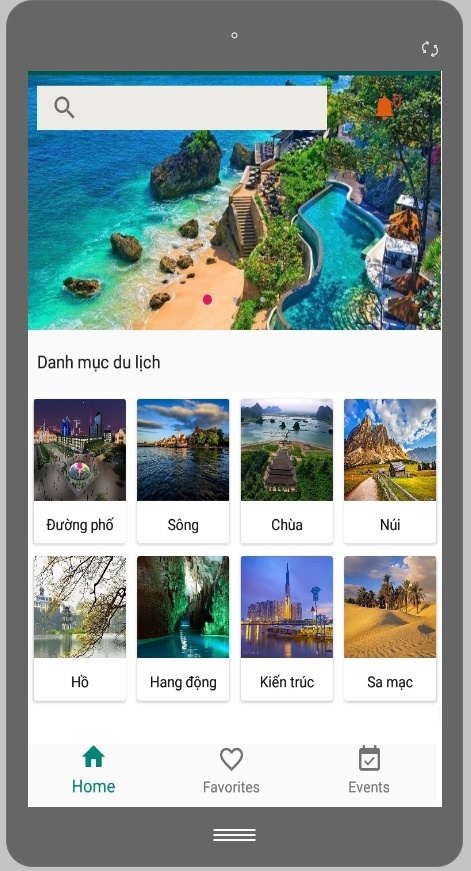 0
Danh mục du lịch
Đường phố
Sông
Chùa
Núi
Hồ
Hang động
Kiến trúc
Sa mạc
Home
Favorites
Events